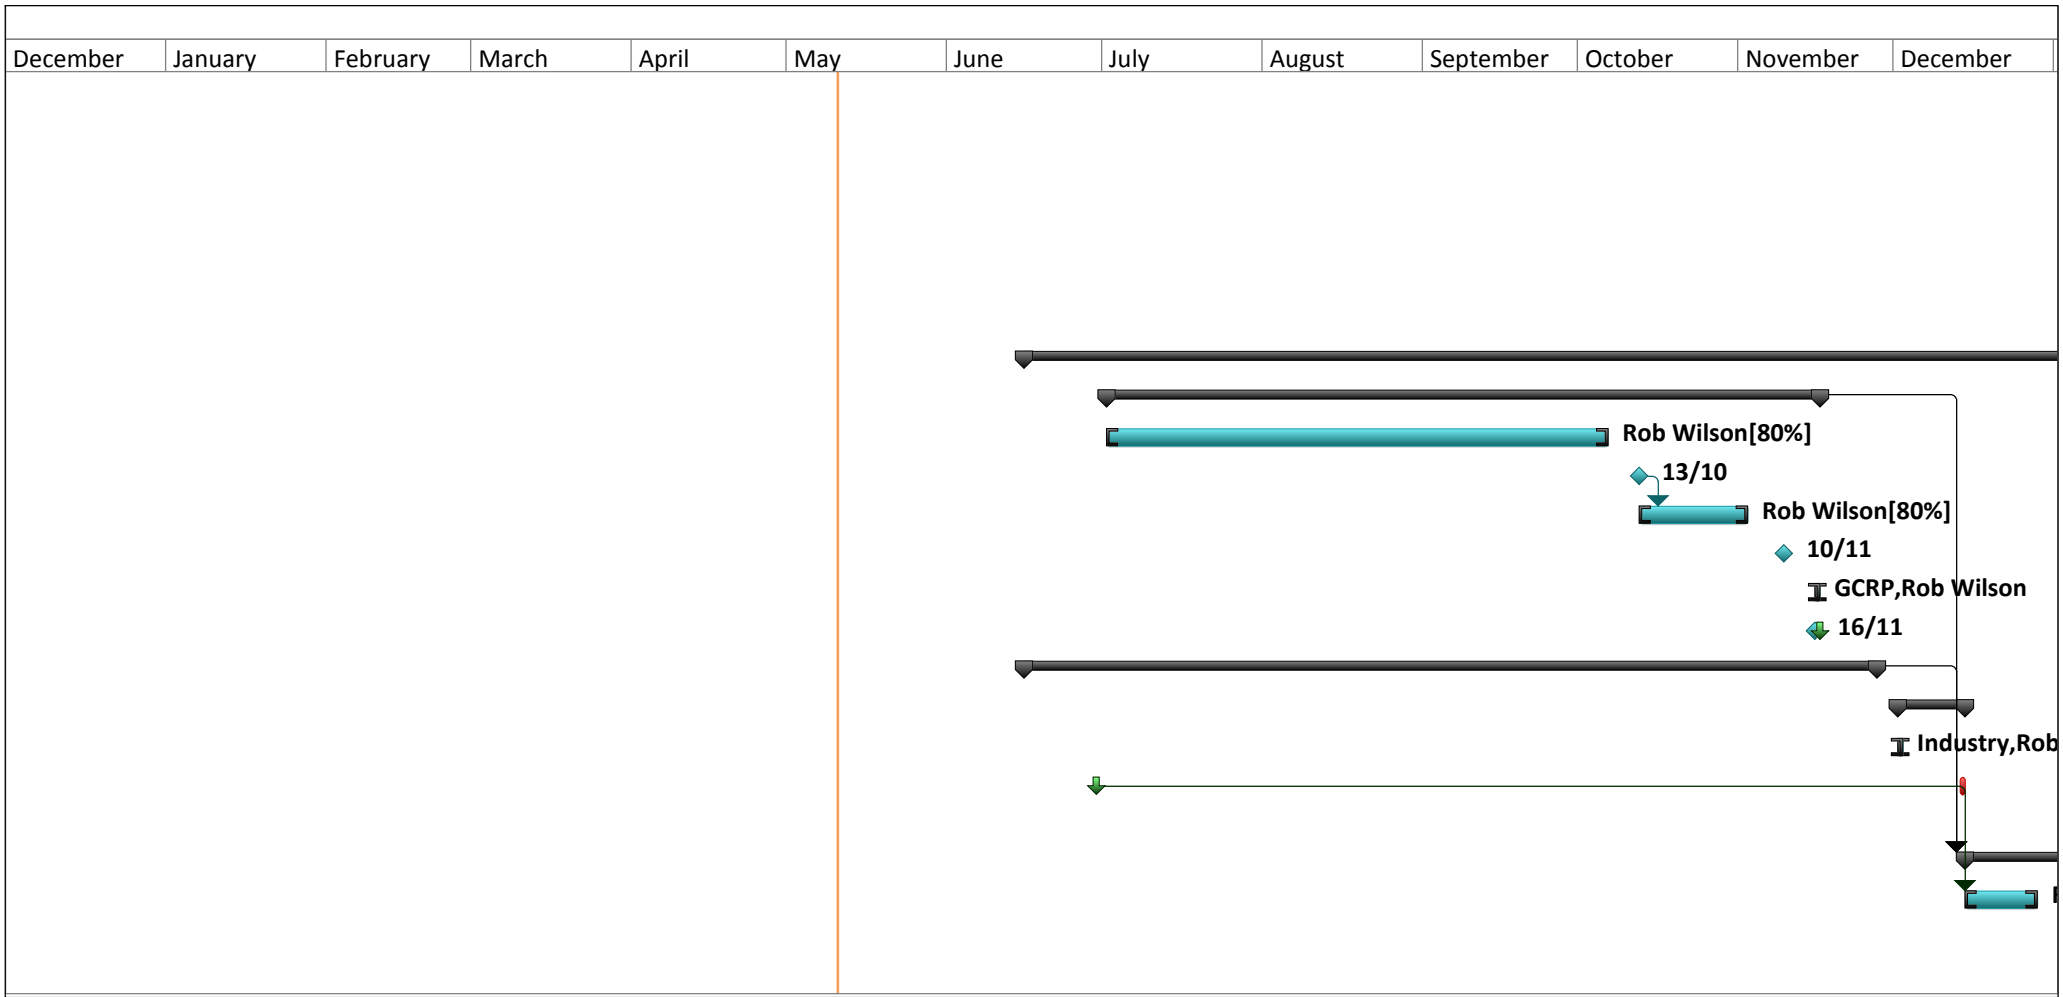 December January February March April May June July August September October November December
Rob Wilson[80%]
13/10
Rob Wilson[80%]
10/11
GCRP,Rob Wilson
16/11
Industry,Rob